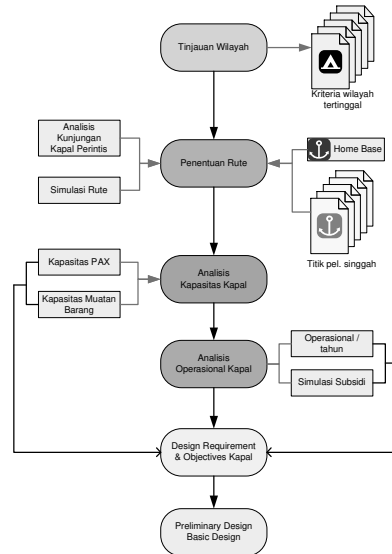 Tinjauan Wilayah
Kriteria wilayah
tertinggal
Analisis
Kunjungan
Kapal Perintis
Simulasi Rute
Penentuan Rute
Home Base
Titik pel. singgah
Kapasitas PAX
Kapasitas Muatan
Barang
Analisis
Kapasitas Kapal
Analisis
Operasional Kapal
Operasional /
tahun
Simulasi Subsidi
Design Requirement
& Objectives Kapal
Preliminary Design
Basic Design